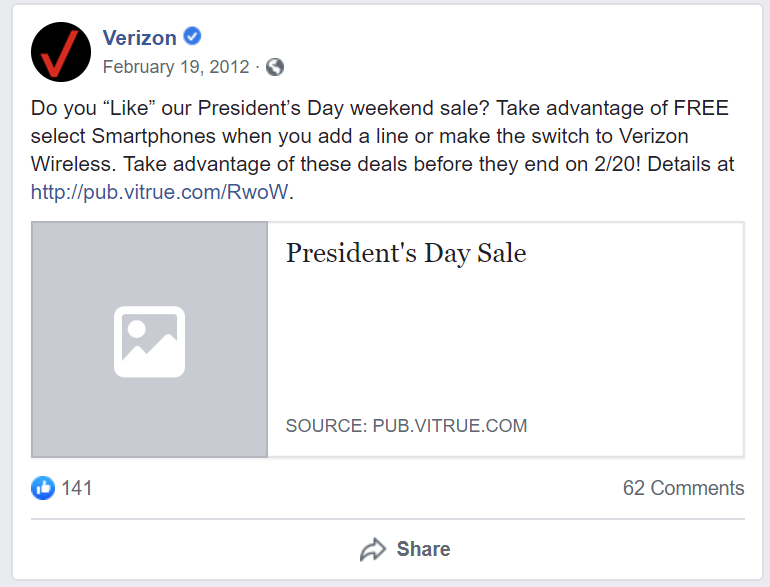 Verizon
February 19, 2012 ·
Do you “Like” our President’s Day weekend sale? Take advantage of FREE
select Smartphones when you add a line or make the switch to Verizon
Wireless. Take advantage of these deals before they end on 2/20! Details at
http://pub.vitrue.com/RwoW.
President's Day Sale
SOURCE: PUB.VITRUE.COM
141
62 Comments
Share